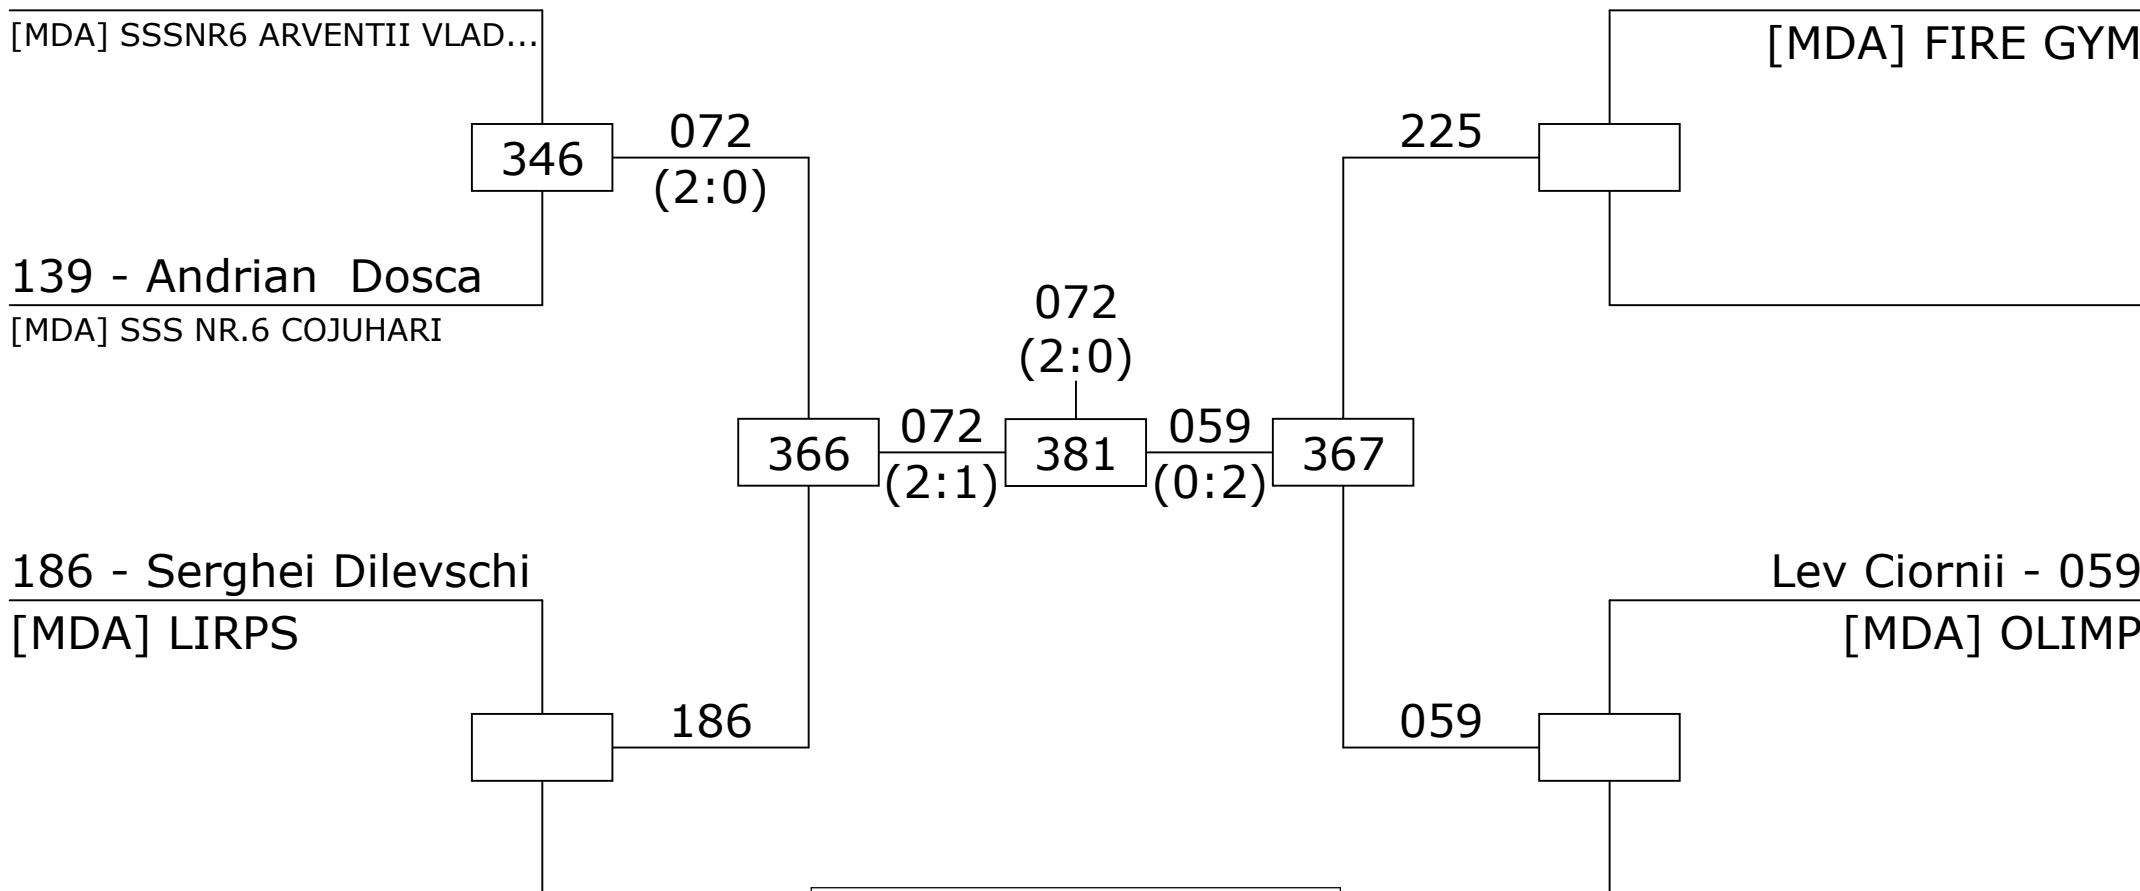 [MDA] SSSNR6 ARVENTII VLAD...
[MDA] FIRE GYM
072
225
346
(2:0)
139 - Andrian  Dosca
072
[MDA] SSS NR.6 COJUHARI
(2:0)
072
059
366
381
367
(2:1)
(0:2)
186 - Serghei Dilevschi
Lev Ciornii - 059
[MDA] LIRPS
[MDA] OLIMP
186
059